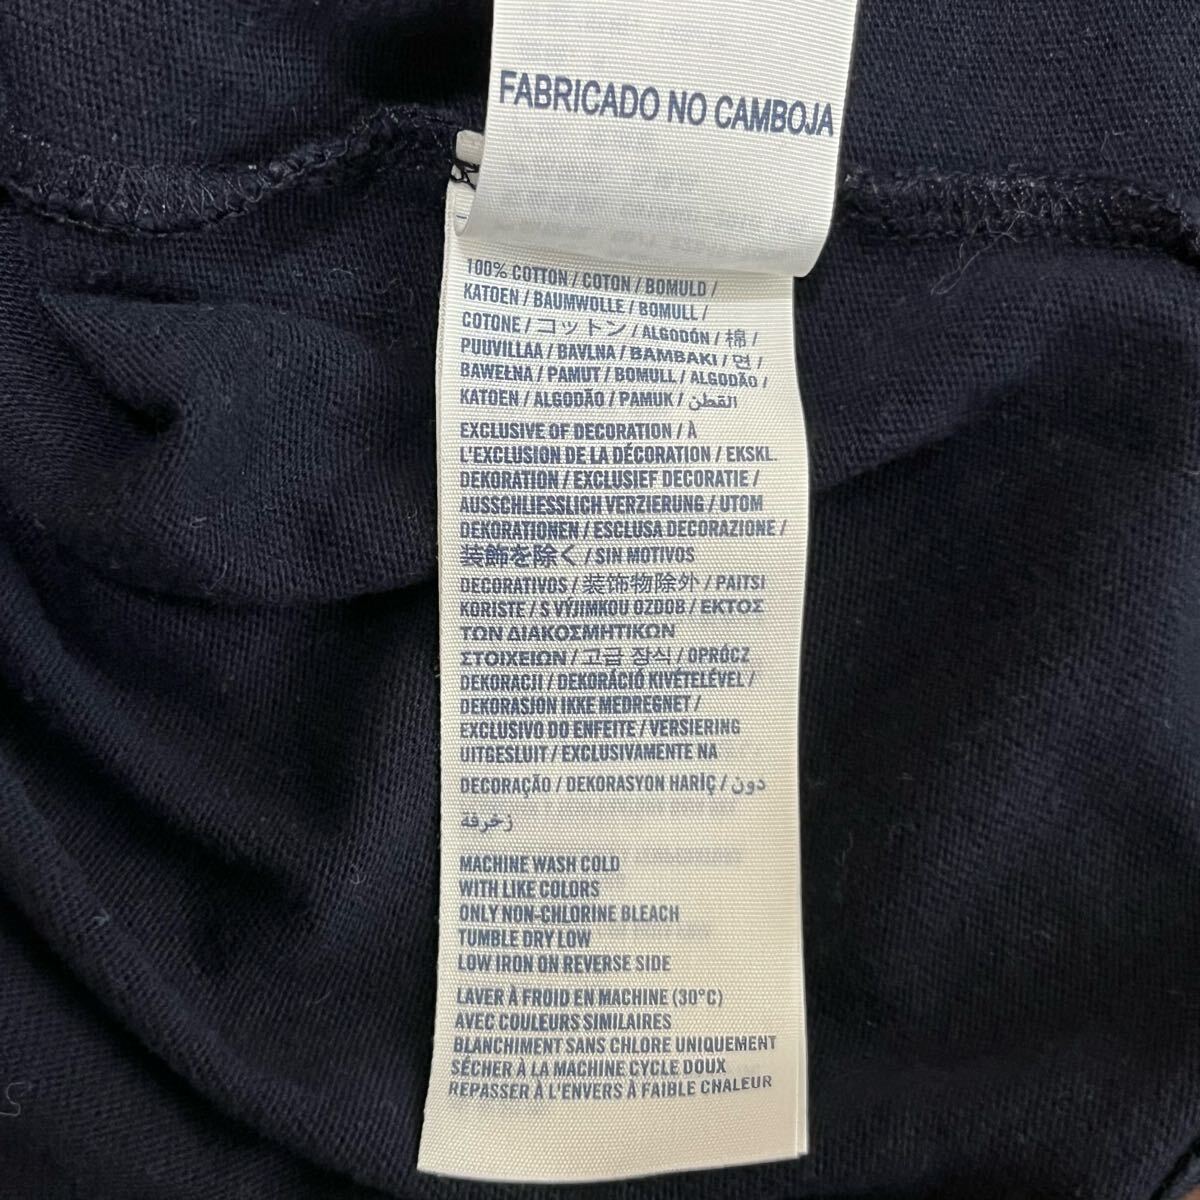 FABRICADO NO CAMBOJA
100% COTTON / COTON / BOMULD /
KATOEN / BAUMWOLLE / BOMULL /
COTONE / コットン / ALGODÓN / 棉 /
PUUVILLAA / BAVLNA / BAMBAKI / 면 /
BAWEŁNA / PAMUT / BOMULL / ALGODÃO /
KATOEN / ALGODÃO / PAMUK / القطن
EXCLUSIVE OF DECORATION / À
L'EXCLUSION DE LA DÉCORATION / EKSKL.
DEKORATION / EXCLUSIEF DECORATIE /
AUSSCHLIESSLICH VERZIERUNG / UTOM
DEKORATIONEN / ESCLUSA DECORAZIONE /
装飾を除く / SIN MOTIVOS
DECORATIVOS / 装饰物除外 / PAITSI
KORISTE / S VÝJIMKOU OZDOB / ΕΚΤΟΣ
ΤΩΝ ΔΙΑΚΟΣΜΗΤΙΚΩΝ
ΣΤΟΙΧΕΙΩΝ / 고급 장식 / OPRÓCZ
DEKORACJI / DEKORÁCIÓ KIVÉTELÉVEL /
DEKORASJON IKKE MEDREGNET /
EXCLUSIVO DO ENFEITE / VERSIERING
UITGESLUIT / EXCLUSIVAMENTE NA
DECORAÇÃO / DEKORASYON HARİÇ / دون
زخرفة
MACHINE WASH COLD
WITH LIKE COLORS
ONLY NON-CHLORINE BLEACH
TUMBLE DRY LOW
LOW IRON ON REVERSE SIDE
LAVER À FROID EN MACHINE (30°C)
AVEC COULEURS SIMILAIRES
BLANCHIMENT SANS CHLORE UNIQUEMENT
SÉCHER À LA MACHINE CYCLE DOUX
REPASSER À L'ENVERS À FAIBLE CHALEUR